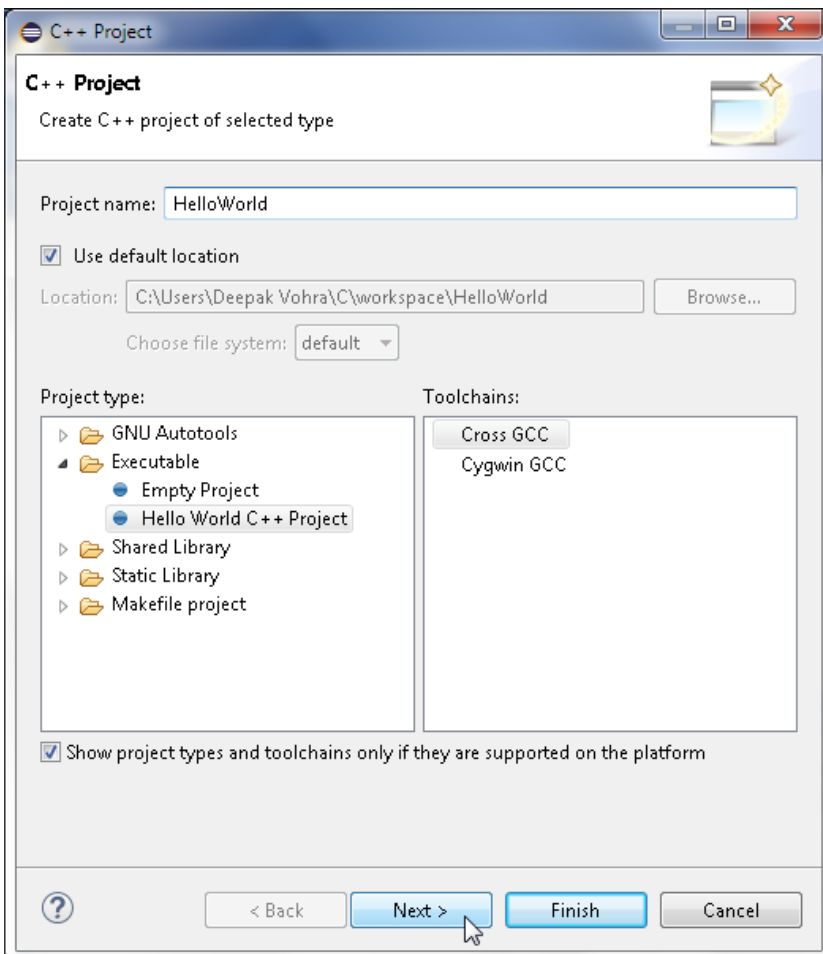 C++ Project
C++ Project
Create C++ project of selected type
Project name: HelloWorld
Use default location
Location: C:\Users\Deepak Vohra\C\workspace\HelloWorld Browse...
Choose file system: default
Project type: Toolchains:
GNU Autotools
Executable
Empty Project
Hello World C++ Project
Shared Library
Static Library
Makefile project
Cross GCC
Cygwin GCC
Show project types and toolchains only if they are supported on the platform
? < Back Next > Finish Cancel